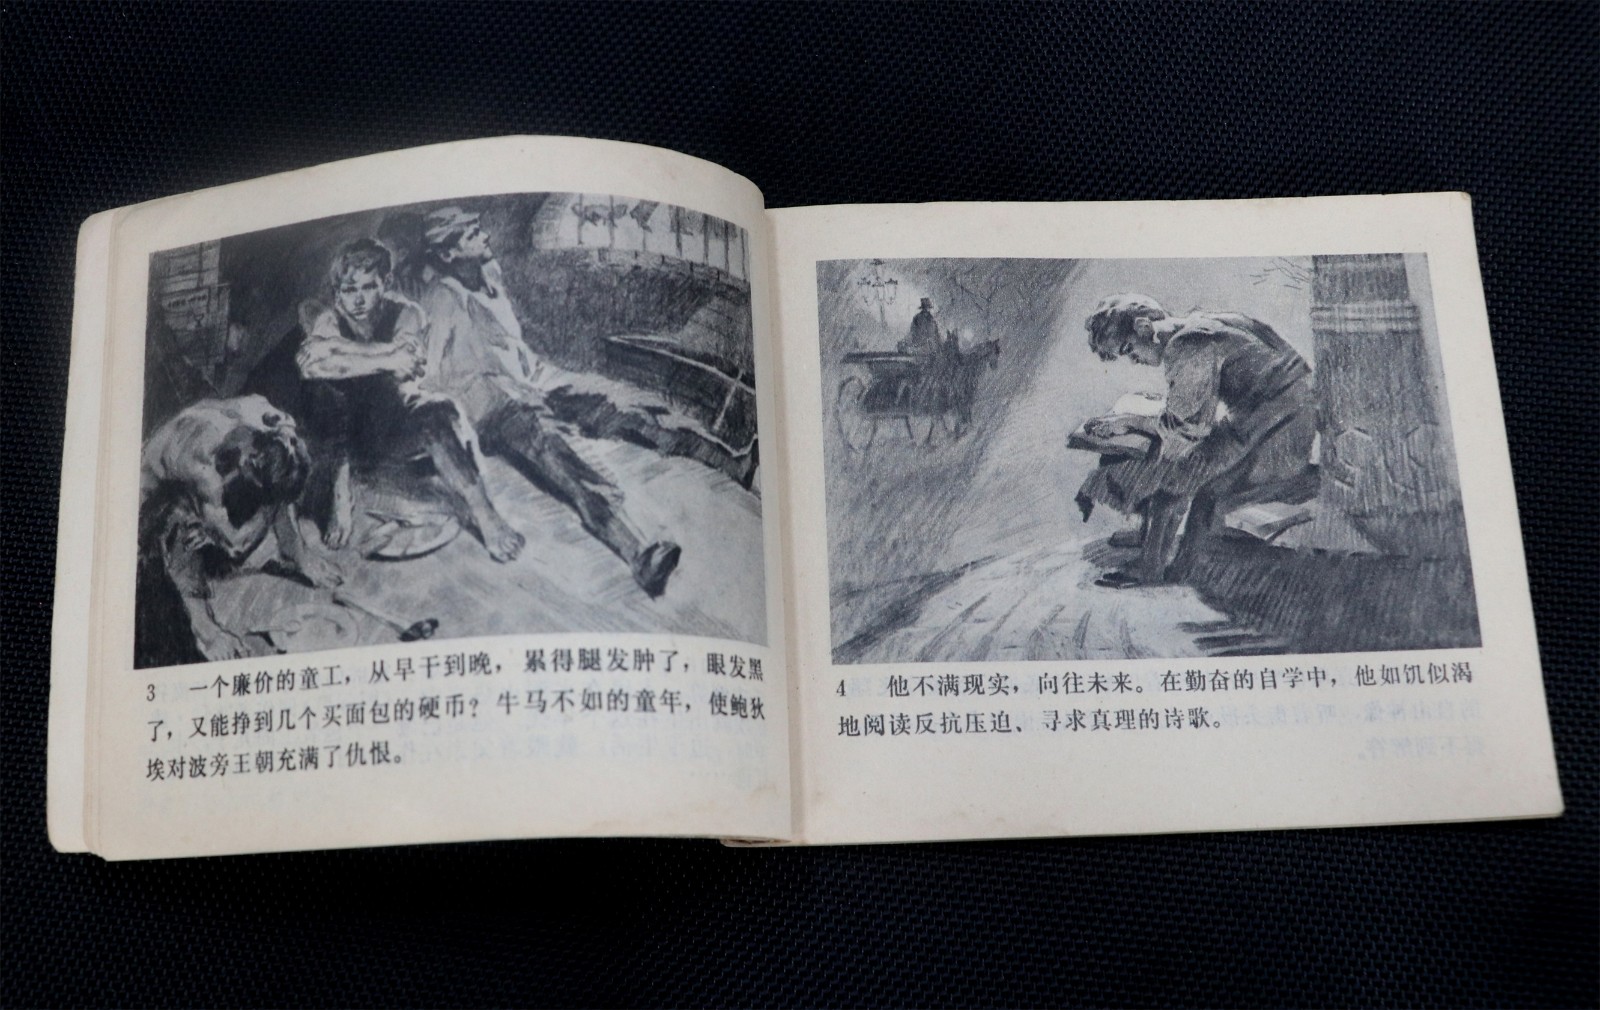 3 一个廉价的童工，从早干到晚，累得腿发肿了，眼发黑
了，又能挣到几个买面包的硬币？牛马不如的童年，使鲍狄
埃对波旁王朝充满了仇恨。
4 他不满现实，向往未来。在勤奋的自学中，他如饥似渴
地阅读反抗压迫、寻求真理的诗歌。